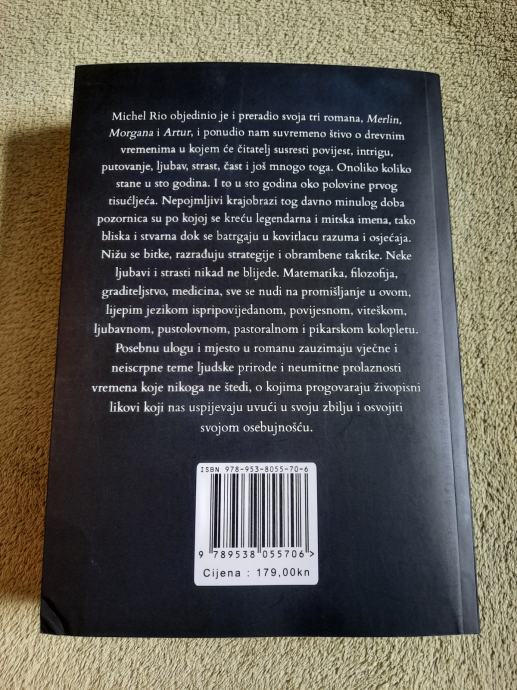 Michel Rio objedinio je i preradio svoja tri romana, Merlin,
Morgana i Artur, i ponudio nam suvremeno štivo o drevnim
vremenima u kojem će čitatelj susresti povijest, intrigu,
putovanje, ljubav, strast, čast i još mnogo toga. Onoliko koliko
stane u sto godina. I to u sto godina oko polovine prvog
tisućljeća. Nepojmljivi krajobrazi tog davno minulog doba
pozornica su po kojoj se kreću legendarna i mitska imena, tako
bliska i stvarna dok se batrgaju u kovitlacu razuma i osjećaja.
Nižu se bitke, razrađuju strategije i obrambene taktike. Neke
ljubavi i strasti nikad ne blijede. Matematika, filozofija,
graditeljstvo, medicina, sve se nudi na promišljanje u ovom,
lijepim jezikom ispripovijedanom, povijesnom, viteškom,
ljubavnom, pustolovnom, pastoralnom i pikarskom kolopletu.
Posebnu ulogu i mjesto u romanu zauzimaju vječne i
neiscrpne teme ljudske prirode i neumitne prolaznosti
vremena koje nikoga ne štedi, o kojima progovaraju živopisni
likovi koji nas uspijevaju uvući u svoju zbilju i osvojiti
svojom osebujnošću.
ISBN 978-953-8055-70-6
9 789538 055706 >
Cijena : 179,00kn